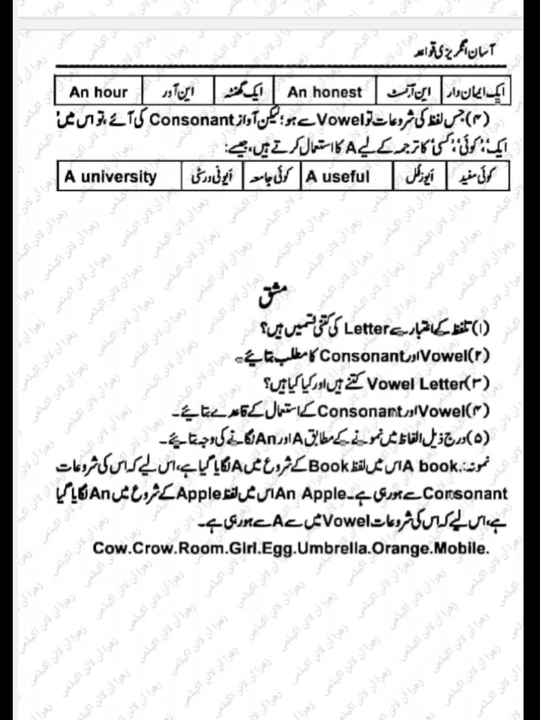 آسان انگریزی قواعد
ایک ایمان دار | این آنسٹ | An honest | ایک گھنٹہ | این آور | An hour
(۴) جس لفظ کی شروعات تو Vowel سے ہو؛ لیکن آواز Consonant کی آئے، تو اس میں
ایک، کوئی، کسی کا ترجمہ کے لیے A کا استعمال کرتے ہیں، جیسے:
کوئی مفید | اَیوزفُل | A useful | کوئی جامعہ | اَیونی ورسٹی | A university
مشق
(۱) تلفظ کے اعتبار سے Letter کی کتنی قسمیں ہیں؟
(۲) Vowel اور Consonant کا مطلب بتائیے۔
(۳) Vowel Letter کتنے ہیں اور کیا کیا ہیں؟
(۴) Vowel اور Consonant کے استعمال کے قاعدے بتائیے۔
(۵) درج ذیل الفاظ میں نمونے کے مطابق A اور An لگانے کی وجہ بتائیے۔
نمونہ: A book. اس میں لفظ Book کے شروع میں A لگایا گیا ہے، اس لیے کہ اس کی شروعات
Consonant سے ہو رہی ہے۔ An Apple اس میں لفظ Apple کے شروع میں An لگایا گیا
ہے، اس لیے کہ اس کی شروعات Vowel میں سے A سے ہو رہی ہے۔
Cow.Crow.Room.Girl.Egg.Umbrella.Orange.Mobile.